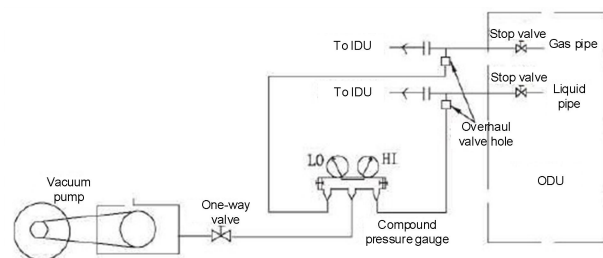 Stop valve
To IDU
Gas pipe
Stop valve
To IDU
Liquid
pipe
Overhaul
valve hole
LO
HI
ODU
Vacuum
pump
One-way
valve
Compound
pressure gauge